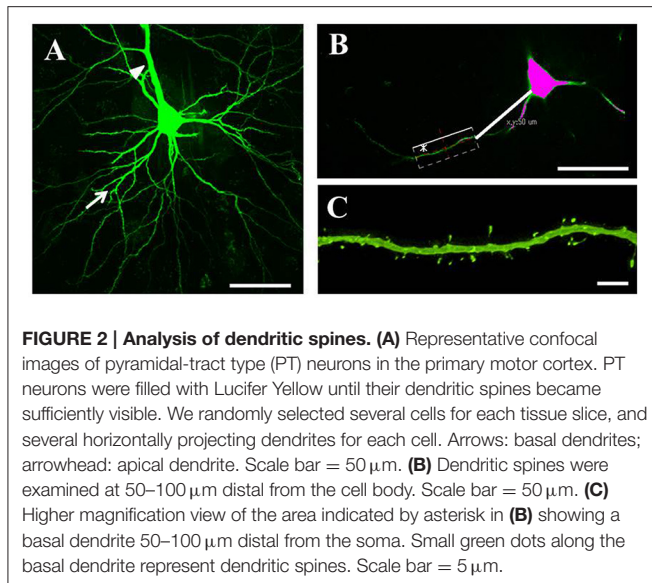 A
B
x,y:50 um
*
C
FIGURE 2 | Analysis of dendritic spines. (A) Representative confocal
images of pyramidal-tract type (PT) neurons in the primary motor cortex. PT
neurons were filled with Lucifer Yellow until their dendritic spines became
sufficiently visible. We randomly selected several cells for each tissue slice, and
several horizontally projecting dendrites for each cell. Arrows: basal dendrites;
arrowhead: apical dendrite. Scale bar = 50 μm. (B) Dendritic spines were
examined at 50–100 μm distal from the cell body. Scale bar = 50 μm. (C)
Higher magnification view of the area indicated by asterisk in (B) showing a
basal dendrite 50–100 μm distal from the soma. Small green dots along the
basal dendrite represent dendritic spines. Scale bar = 5 μm.